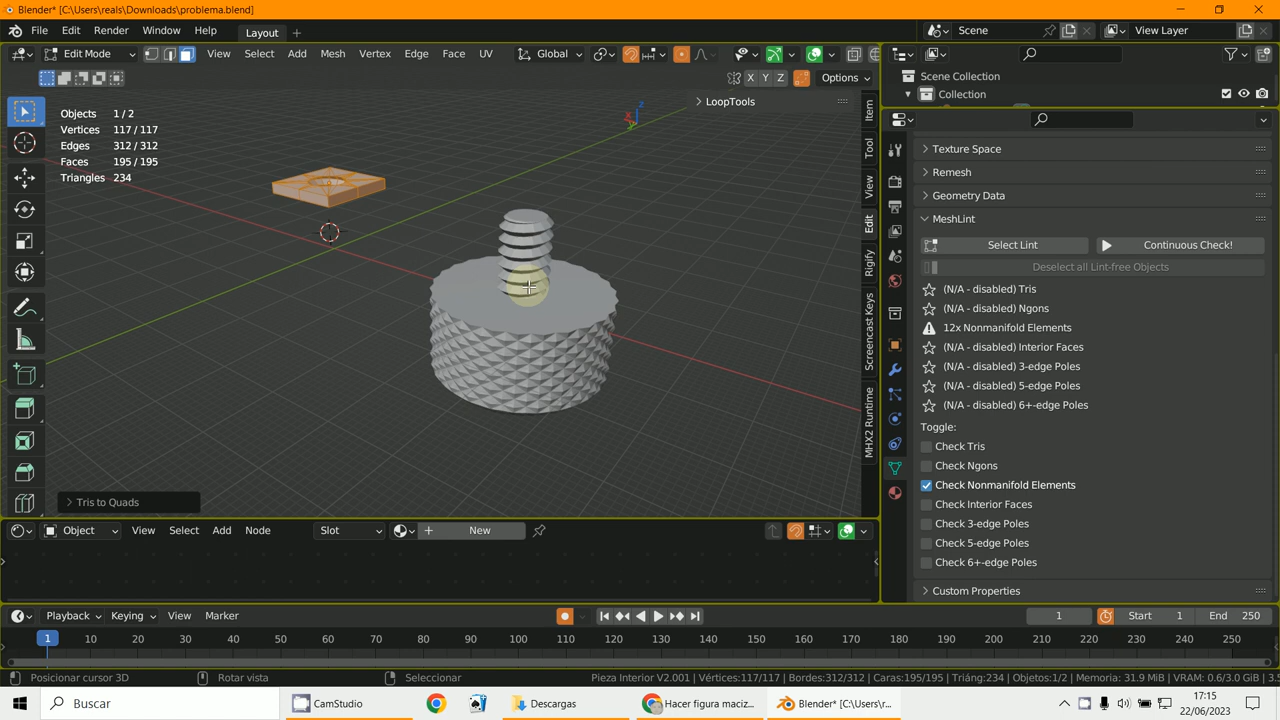 Blender* [C:\Users\reals\Downloads\problema.blend]
File Edit Render Window Help Layout + Scene View Layer
Edit Mode View Select Add Mesh Vertex Edge Face UV Global
X Y Z Options
Scene Collection
Collection
LoopTools
Objects 1 / 2
Vertices 117 / 117
Edges 312 / 312
Faces 195 / 195
Triangles 234
Item
Tool
View
Edit
Rigify
Screencast Keys
MHX2 Runtime
Z
X
Y
Tris to Quads
Texture Space
Remesh
Geometry Data
MeshLint
Select Lint Continuous Check!
Deselect all Lint-free Objects
(N/A - disabled) Tris
(N/A - disabled) Ngons
12x Nonmanifold Elements
(N/A - disabled) Interior Faces
(N/A - disabled) 3-edge Poles
(N/A - disabled) 5-edge Poles
(N/A - disabled) 6+-edge Poles
Toggle:
Check Tris
Check Ngons
Check Nonmanifold Elements
Check Interior Faces
Check 3-edge Poles
Check 5-edge Poles
Check 6+-edge Poles
Custom Properties
Object View Select Add Node Slot + New
Playback Keying View Marker 1 Start 1 End 250
1 10 20 30 40 50 60 70 80 90 100 110 120 130 140 150 160 170 180 190 200 210 220 230 240 250
Posicionar cursor 3D Rotar vista Seleccionar Pieza Interior V2.001 | Vértices:117/117 | Bordes:312/312 | Caras:195/195 | Triáng:234 | Objetos:1/2 | Memoria: 31.9 MiB | VRAM: 0.6/3.0 GiB | 3.5
Buscar CamStudio Descargas Hacer figura maciz... Blender* [C:\Users\r... 17:15
22/06/2023